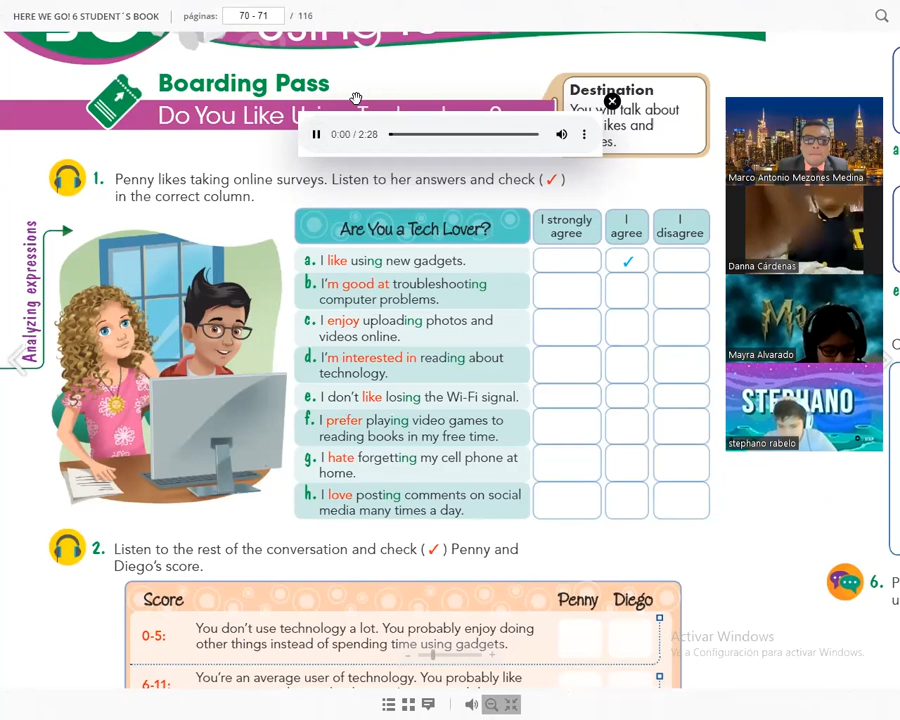 HERE WE GO! 6 STUDENT´S BOOK páginas: 70 - 71 / 116
Boarding Pass
Do You Like U
Destination
You will talk about
ikes and
es.
0:00 / 2:28
1. Penny likes taking online surveys. Listen to her answers and check (✓)
in the correct column.
Analyzing expressions
Are You a Tech Lover?
I strongly agree
I agree
I disagree
a. I like using new gadgets. ✓
b. I'm good at troubleshooting
computer problems.
c. I enjoy uploading photos and
videos online.
d. I'm interested in reading about
technology.
e. I don't like losing the Wi-Fi signal.
f. I prefer playing video games to
reading books in my free time.
g. I hate forgetting my cell phone at
home.
h. I love posting comments on social
media many times a day.
2. Listen to the rest of the conversation and check (✓) Penny and
Diego's score.
Score Penny Diego
0-5: You don't use technology a lot. You probably enjoy doing
other things instead of spending time using gadgets.
6-11: You're an average user of technology. You probably like
Marco Antonio Mezones Medina
Danna Cárdenas
Mayra Alvarado
STEPHANO
stephano rabelo
6. P
Activar Windows
a Configuración para activar Windows.